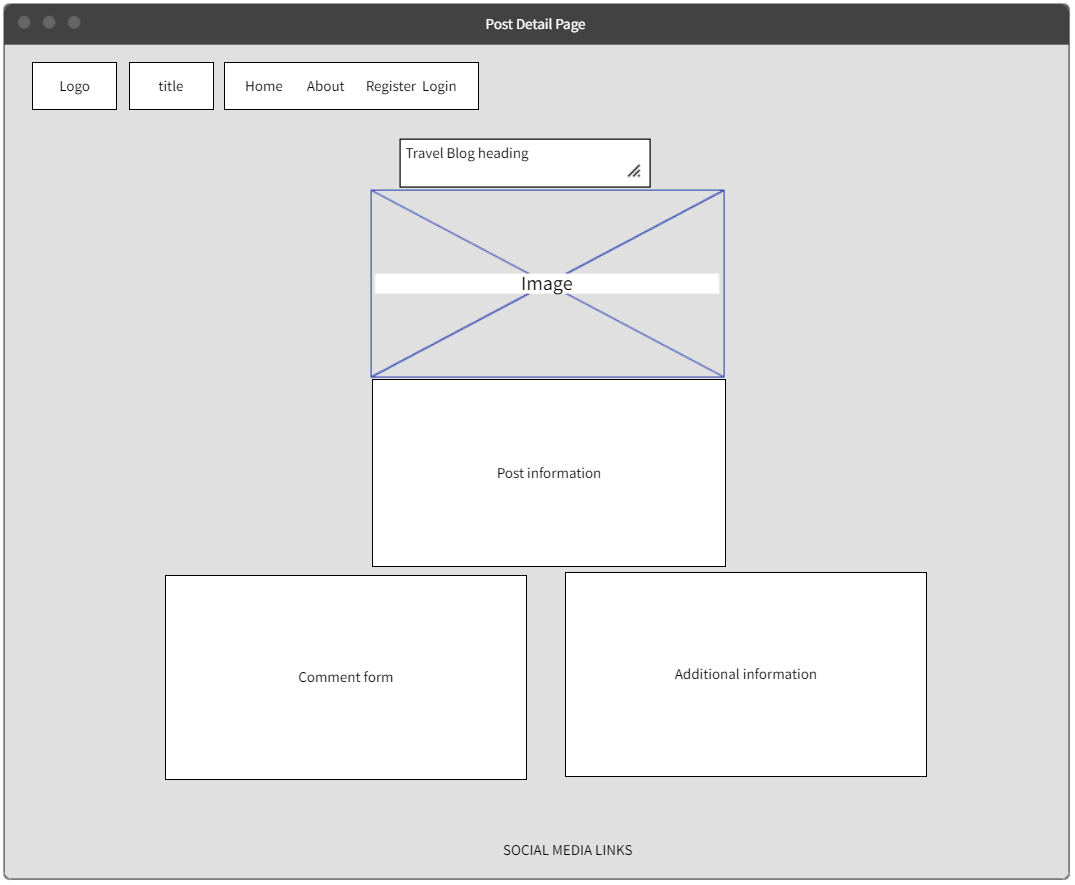 Post Detail Page
Logo
title
Home About Register Login
Travel Blog heading
Image
Post information
Comment form
Additional information
SOCIAL MEDIA LINKS